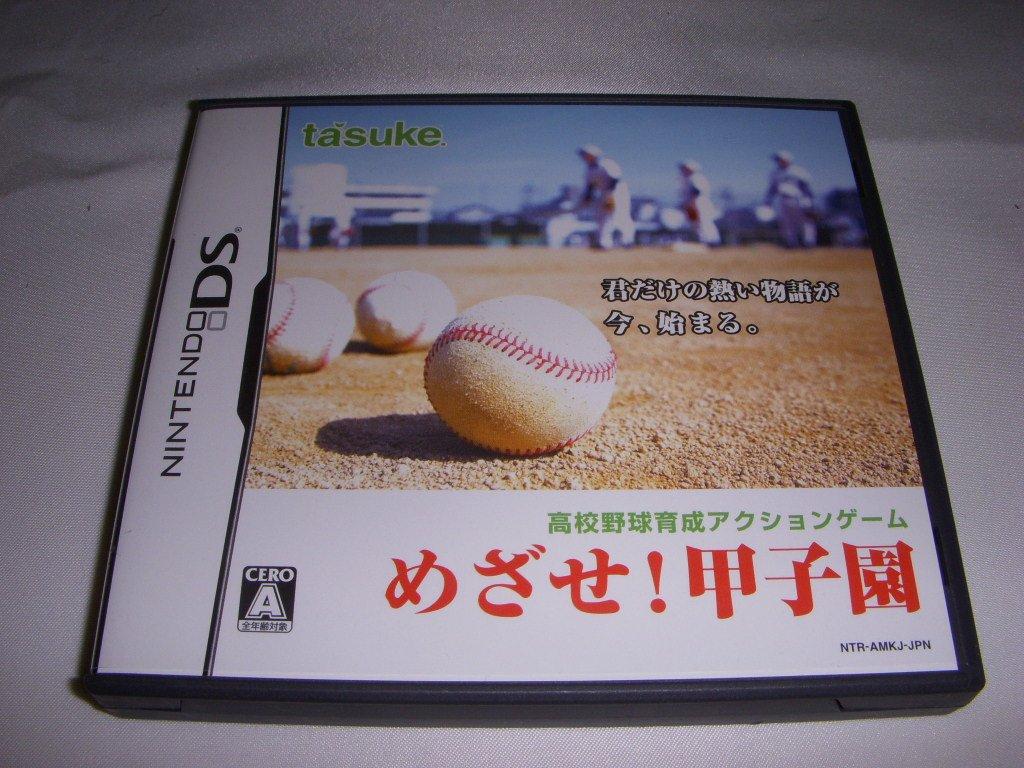 tasuke.
NINTENDO DS®
君だけの熱い物語が
今、始まる。
高校野球育成アクションゲーム
めざせ!甲子園
CERO
A
全年齢対象
NTR-AMKJ-JPN